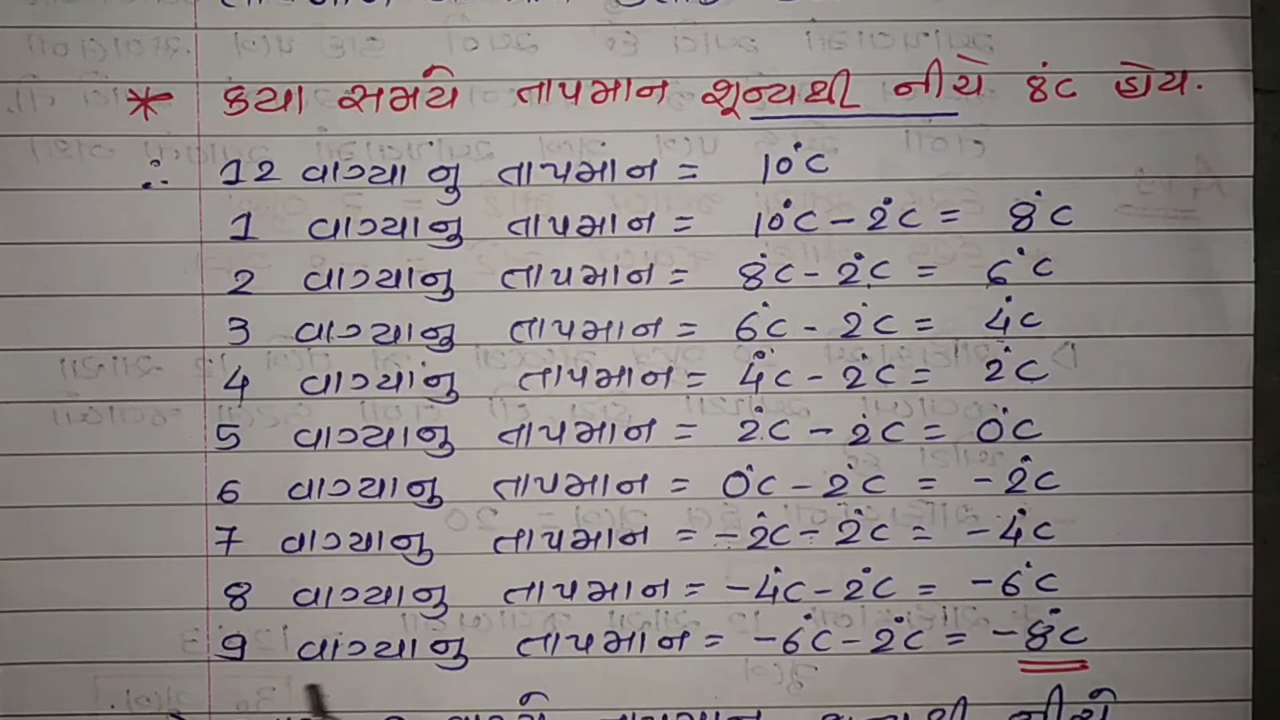 * કયા સમયે તાપમાન શૂન્યથી નીચે 8°C હોય.
∴ 12 વાગ્યાનુ તાપમાન = 10°C
1 વાગ્યાનુ તાપમાન = 10°C - 2°C = 8°C
2 વાગ્યાનુ તાપમાન = 8°C - 2°C = 6°C
3 વાગ્યાનુ તાપમાન = 6°C - 2°C = 4°C
4 વાગ્યાનુ તાપમાન = 4°C - 2°C = 2°C
5 વાગ્યાનુ તાપમાન = 2°C - 2°C = 0°C
6 વાગ્યાનુ તાપમાન = 0°C - 2°C = -2°C
7 વાગ્યાનુ તાપમાન = -2°C - 2°C = -4°C
8 વાગ્યાનુ તાપમાન = -4°C - 2°C = -6°C
9 વાગ્યાનુ તાપમાન = -6°C - 2°C = -8°C